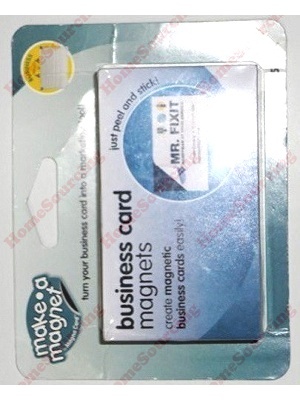 make•a
magnet
turn your business card into a
business card
magnets
create magnetic
business cards easily!
just peel and stick!
MR. FIXIT
HomeSourcing